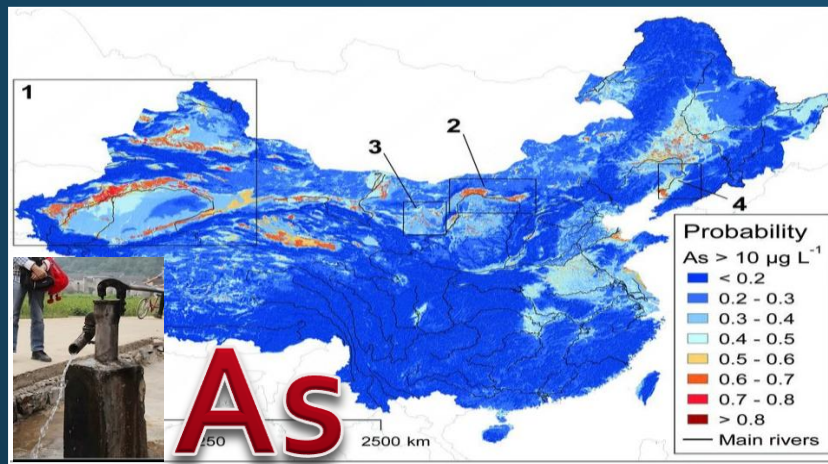 1
2
3
4
Probability
As > 10 µg L⁻¹
< 0.2
0.2 - 0.3
0.3 - 0.4
0.4 - 0.5
0.5 - 0.6
0.6 - 0.7
0.7 - 0.8
> 0.8
Main rivers
As
250
2500 km